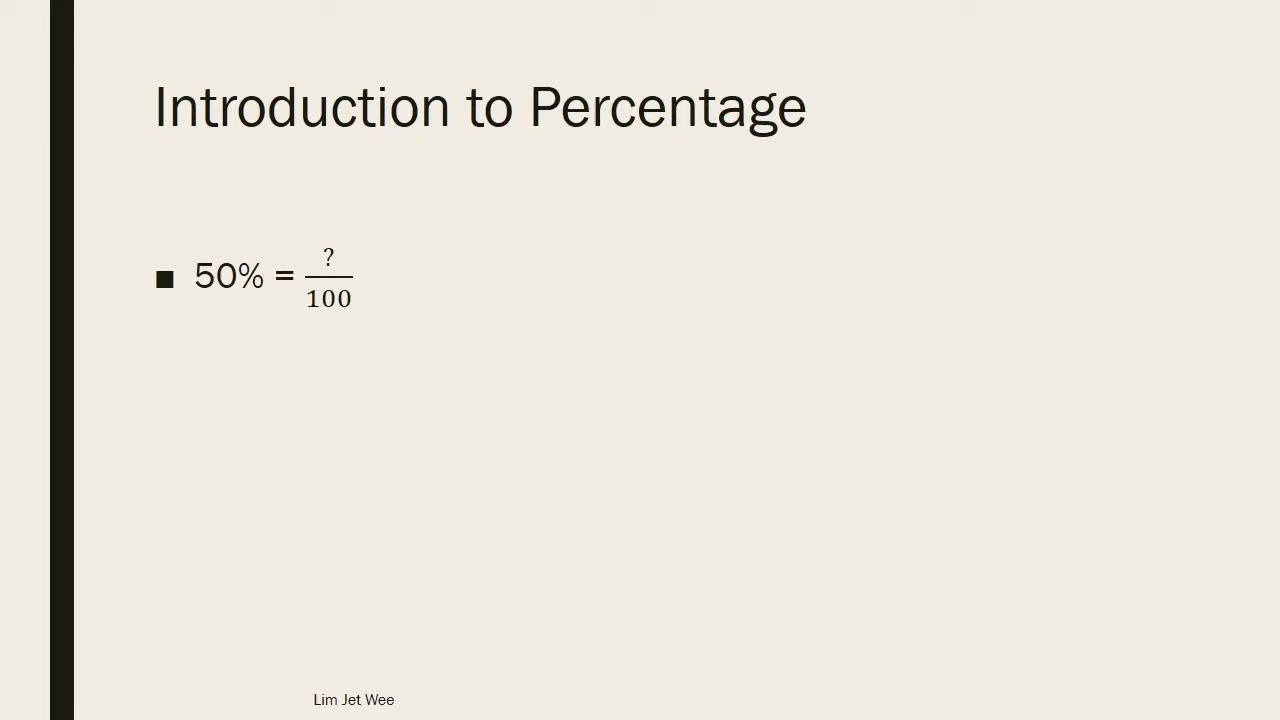 Introduction to Percentage
■ 50% = ?/100
Lim Jet Wee